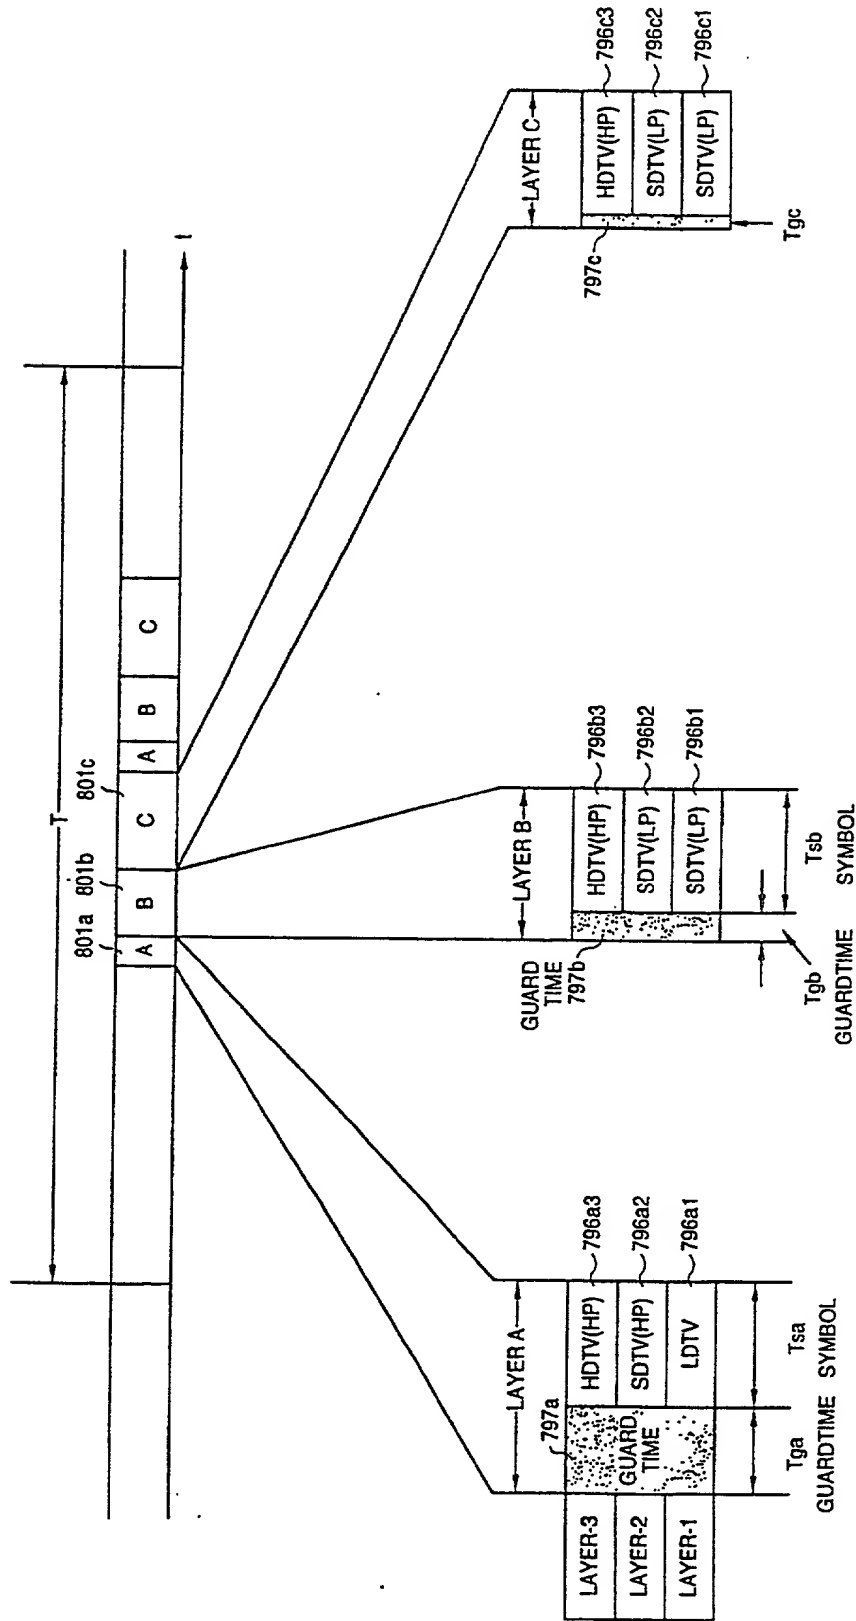 T
801a
801b
801c
A
B
C
A
B
C
t
LAYER A
LAYER B
LAYER C
797a
GUARD TIME
797b
797c
LAYER-3
GUARD
TIME
HDTV(HP)
796a3
HDTV(HP)
796b3
HDTV(HP)
796c3
LAYER-2
SDTV(HP)
796a2
SDTV(LP)
796b2
SDTV(LP)
796c2
LAYER-1
LDTV
796a1
SDTV(LP)
796b1
SDTV(LP)
796c1
Tga
GUARDTIME
Tsa
SYMBOL
Tgb
GUARDTIME
Tsb
SYMBOL
Tgc